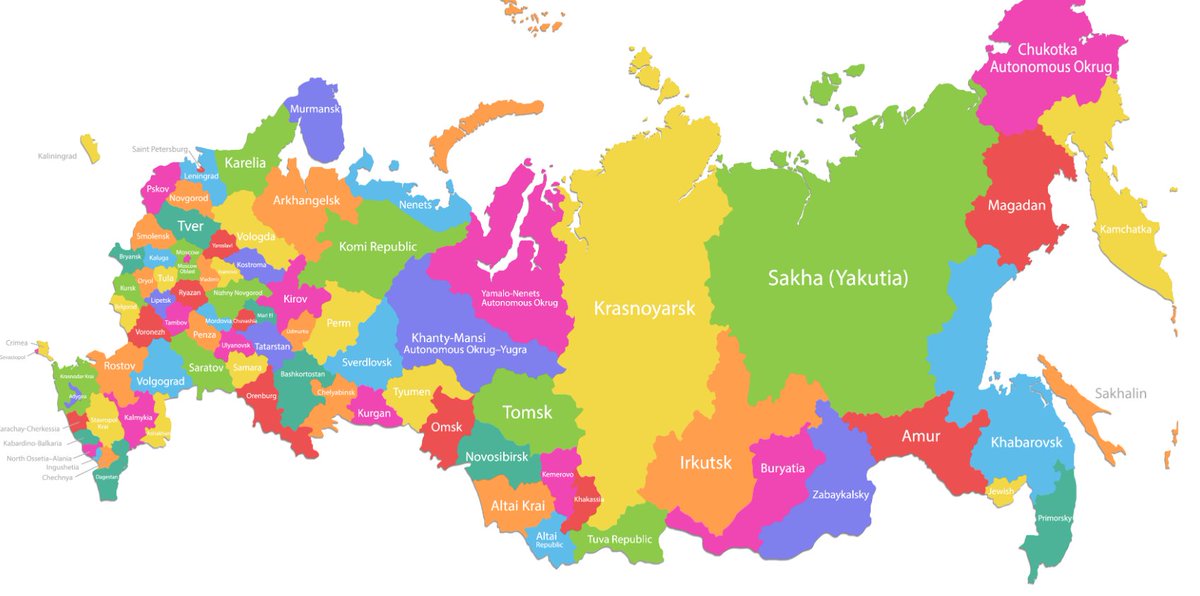 Chukotka
Autonomous Okrug
Murmansk
Saint Petersburg
Kaliningrad
Karelia
Leningrad
Pskov
Novgorod
Arkhangelsk
Nenets
Magadan
Tver
Kamchatka
Smolensk
Yaroslavl
Vologda
Komi Republic
Bryansk
Kaluga
Moscow
Moscow
Oblast
Kostroma
Sakha (Yakutia)
Kursk
Oryol
Tula
Vladimir
Ivanovo
Ryazan
Nizhny Novgorod
Kirov
Yamalo-Nenets
Autonomous Okrug
Krasnoyarsk
Belgorod
Lipetsk
Tambov
Mordovia
Chuvashia
Mari El
Udmurtia
Perm
Voronezh
Penza
Ulyanovsk
Tatarstan
Khanty-Mansi
Autonomous Okrug–Yugra
Crimea
Sevastopol
Rostov
Volgograd
Saratov
Samara
Bashkortostan
Sverdlovsk
Krasnodar Krai
Adygea
Orenburg
Chelyabinsk
Kurgan
Tyumen
Sakhalin
Tomsk
Omsk
Stavropol
Krai
Kalmykia
Astrakhan
Karachay-Cherkessia
Kabardino-Balkaria
North Ossetia–Alania
Ingushetia
Chechnya
Dagestan
Novosibirsk
Kemerovo
Khakassia
Altai Krai
Altai
Republic
Tuva Republic
Irkutsk
Buryatia
Zabaykalsky
Amur
Khabarovsk
Jewish
Primorsky